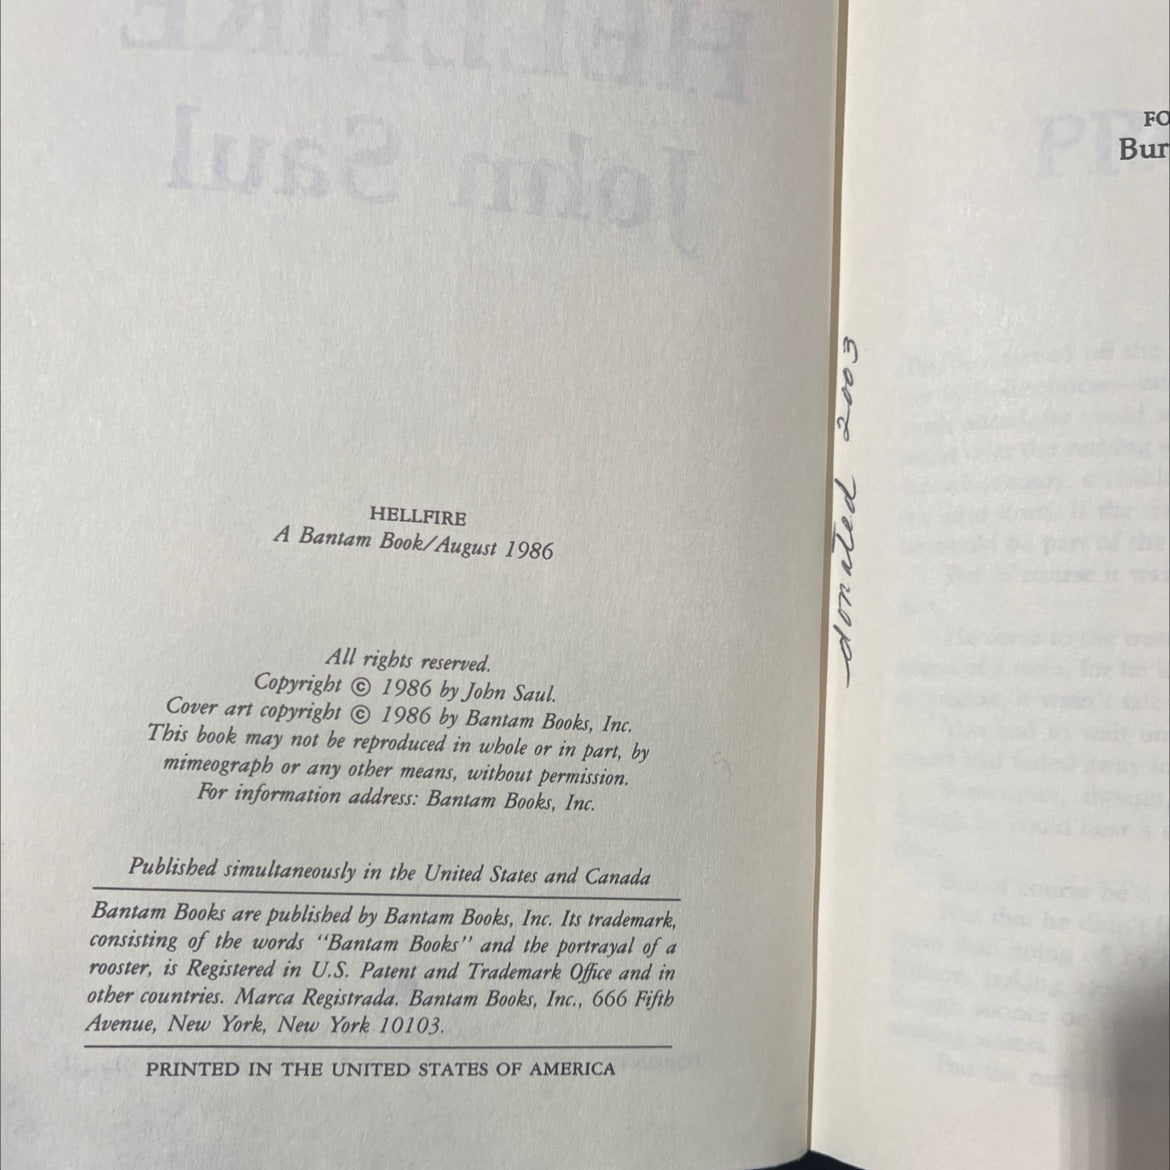 HELLFIRE
John Saul
HELLFIRE
A Bantam Book/August 1986
All rights reserved.
Copyright © 1986 by John Saul.
Cover art copyright © 1986 by Bantam Books, Inc.
This book may not be reproduced in whole or in part, by
mimeograph or any other means, without permission.
For information address: Bantam Books, Inc.
Published simultaneously in the United States and Canada
Bantam Books are published by Bantam Books, Inc. Its trademark,
consisting of the words “Bantam Books” and the portrayal of a
rooster, is Registered in U.S. Patent and Trademark Office and in
other countries. Marca Registrada. Bantam Books, Inc., 666 Fifth
Avenue, New York, New York 10103.
PRINTED IN THE UNITED STATES OF AMERICA
donated 2003
FO
Bur